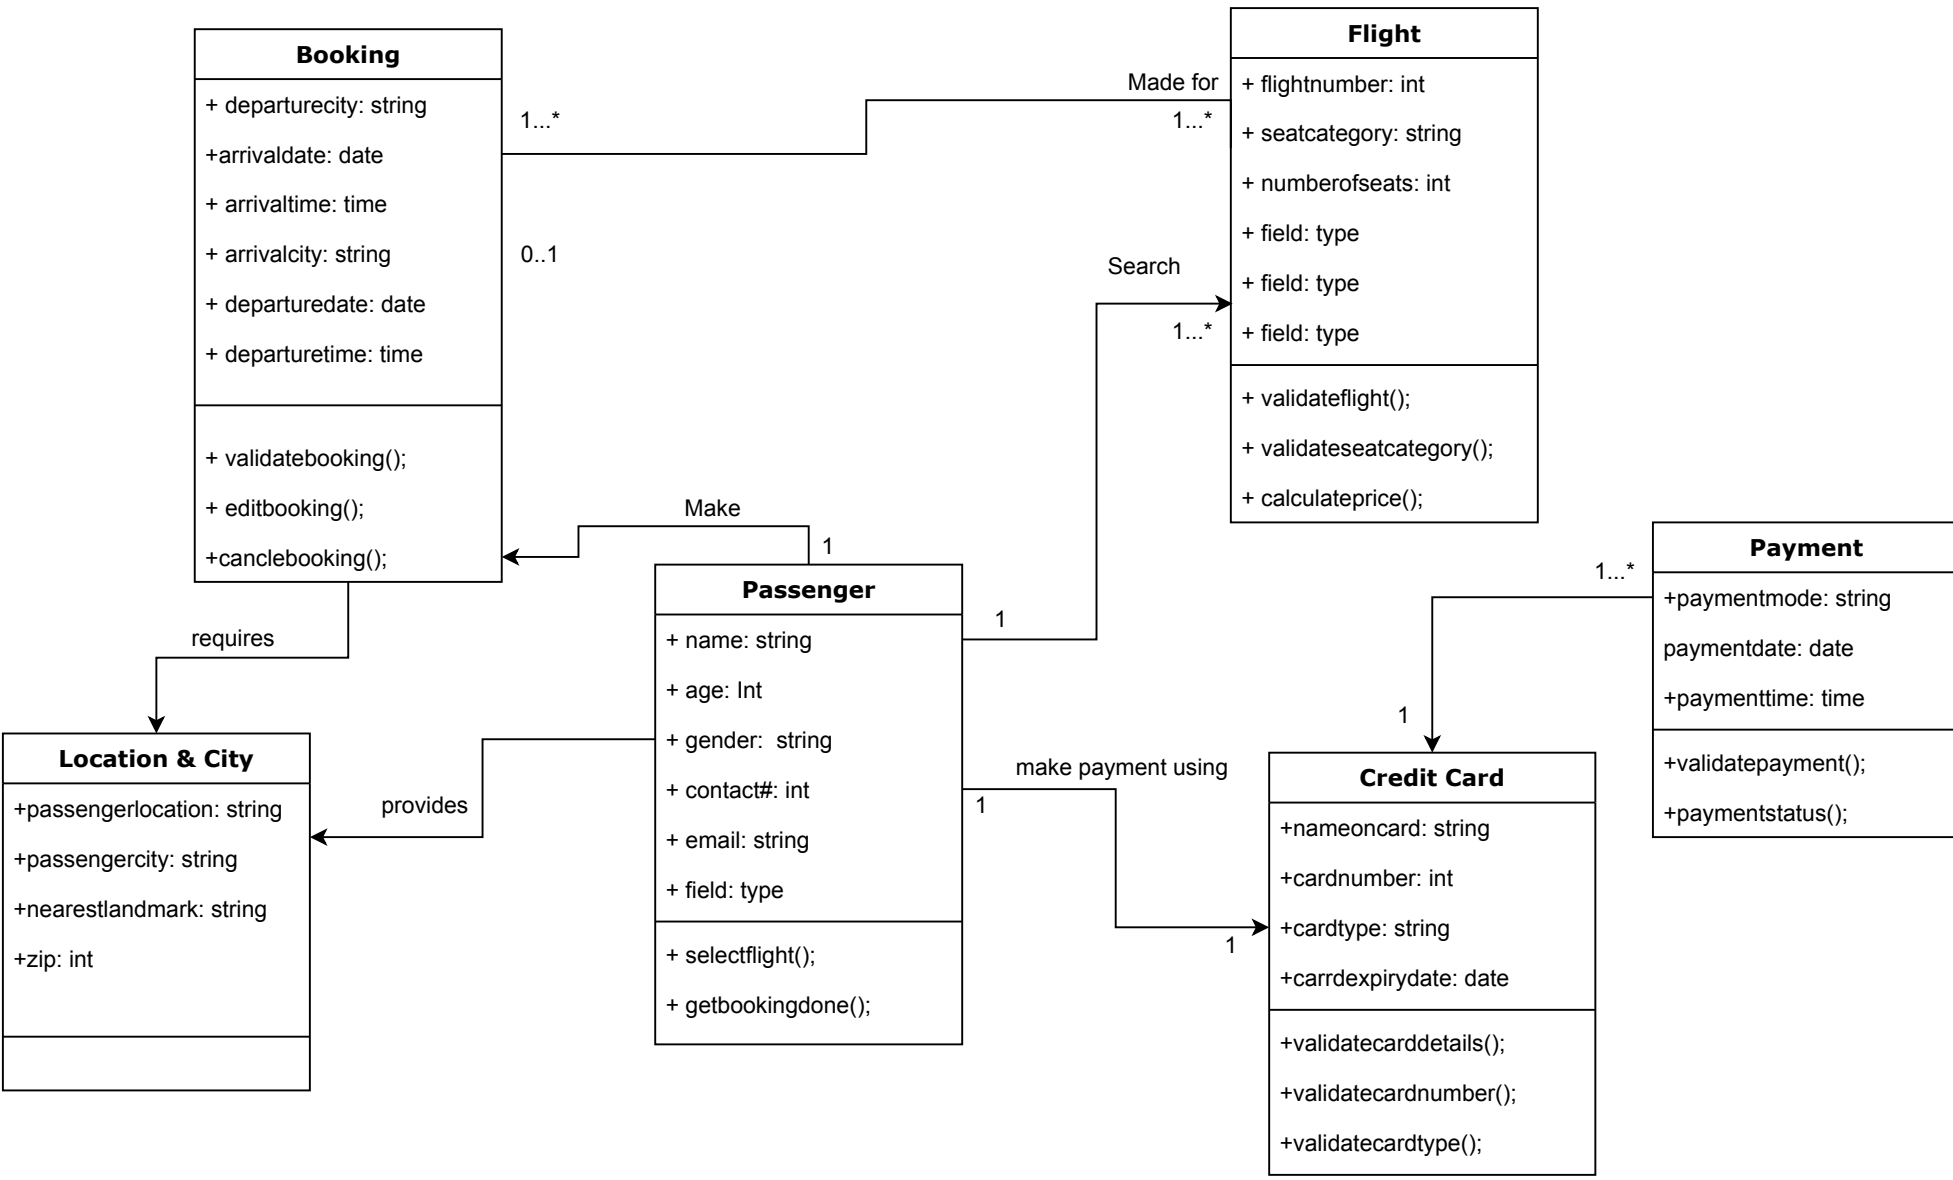 Booking
+ departurecity: string
+arrivaldate: date
+ arrivaltime: time
+ arrivalcity: string
+ departuredate: date
+ departuretime: time
+ validatebooking();
+ editbooking();
+canclebooking();
1...*
0..1
Made for
1...*
Flight
+ flightnumber: int
+ seatcategory: string
+ numberofseats: int
+ field: type
+ field: type
+ field: type
+ validateflight();
+ validateseatcategory();
+ calculateprice();
Search
1...*
Make
1
requires
Passenger
+ name: string
+ age: Int
+ gender:  string
+ contact#: int
+ email: string
+ field: type
+ selectflight();
+ getbookingdone();
1
Payment
+paymentmode: string
paymentdate: date
+paymenttime: time
+validatepayment();
+paymentstatus();
1...*
1
Location & City
+passengerlocation: string
+passengercity: string
+nearestlandmark: string
+zip: int
provides
make payment using
1
1
Credit Card
+nameoncard: string
+cardnumber: int
+cardtype: string
+carrdexpirydate: date
+validatecarddetails();
+validatecardnumber();
+validatecardtype();